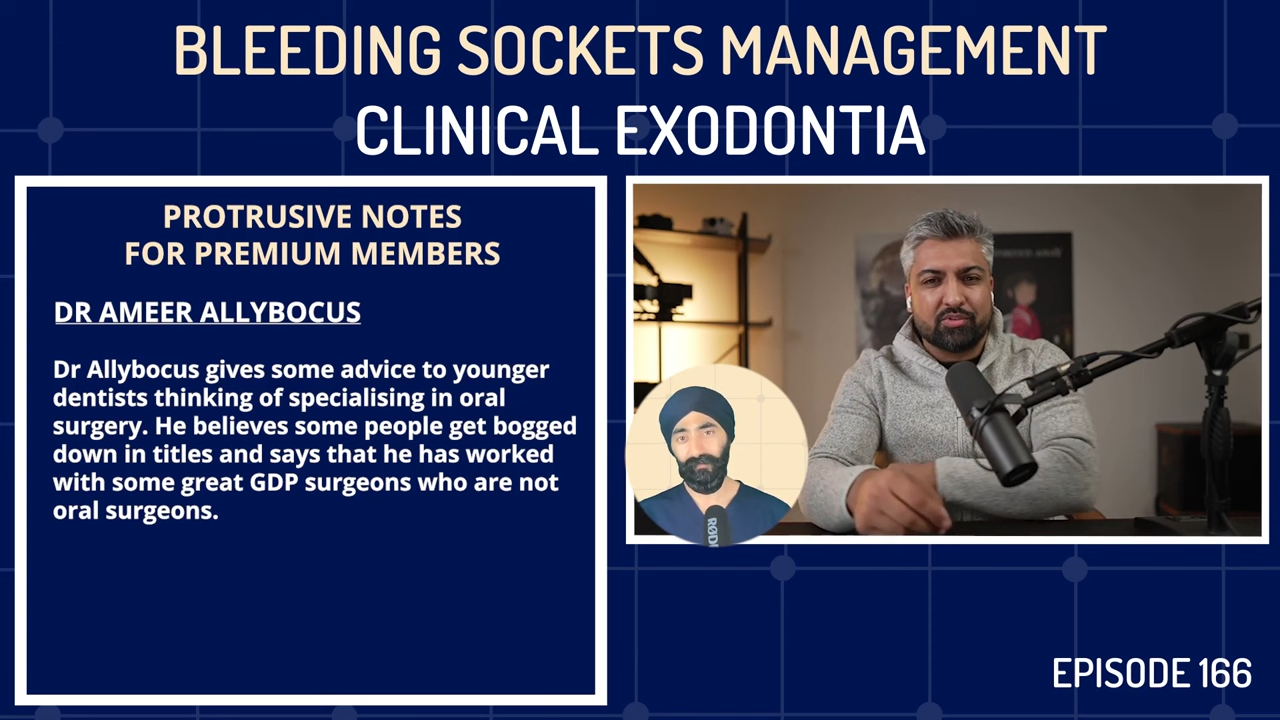 BLEEDING SOCKETS MANAGEMENT
CLINICAL EXODONTIA
PROTRUSIVE NOTES
FOR PREMIUM MEMBERS
DR AMEER ALLYBOCUS
Dr Allybocus gives some advice to younger
dentists thinking of specialising in oral
surgery. He believes some people get bogged
down in titles and says that he has worked
with some great GDP surgeons who are not
oral surgeons.
EPISODE 166